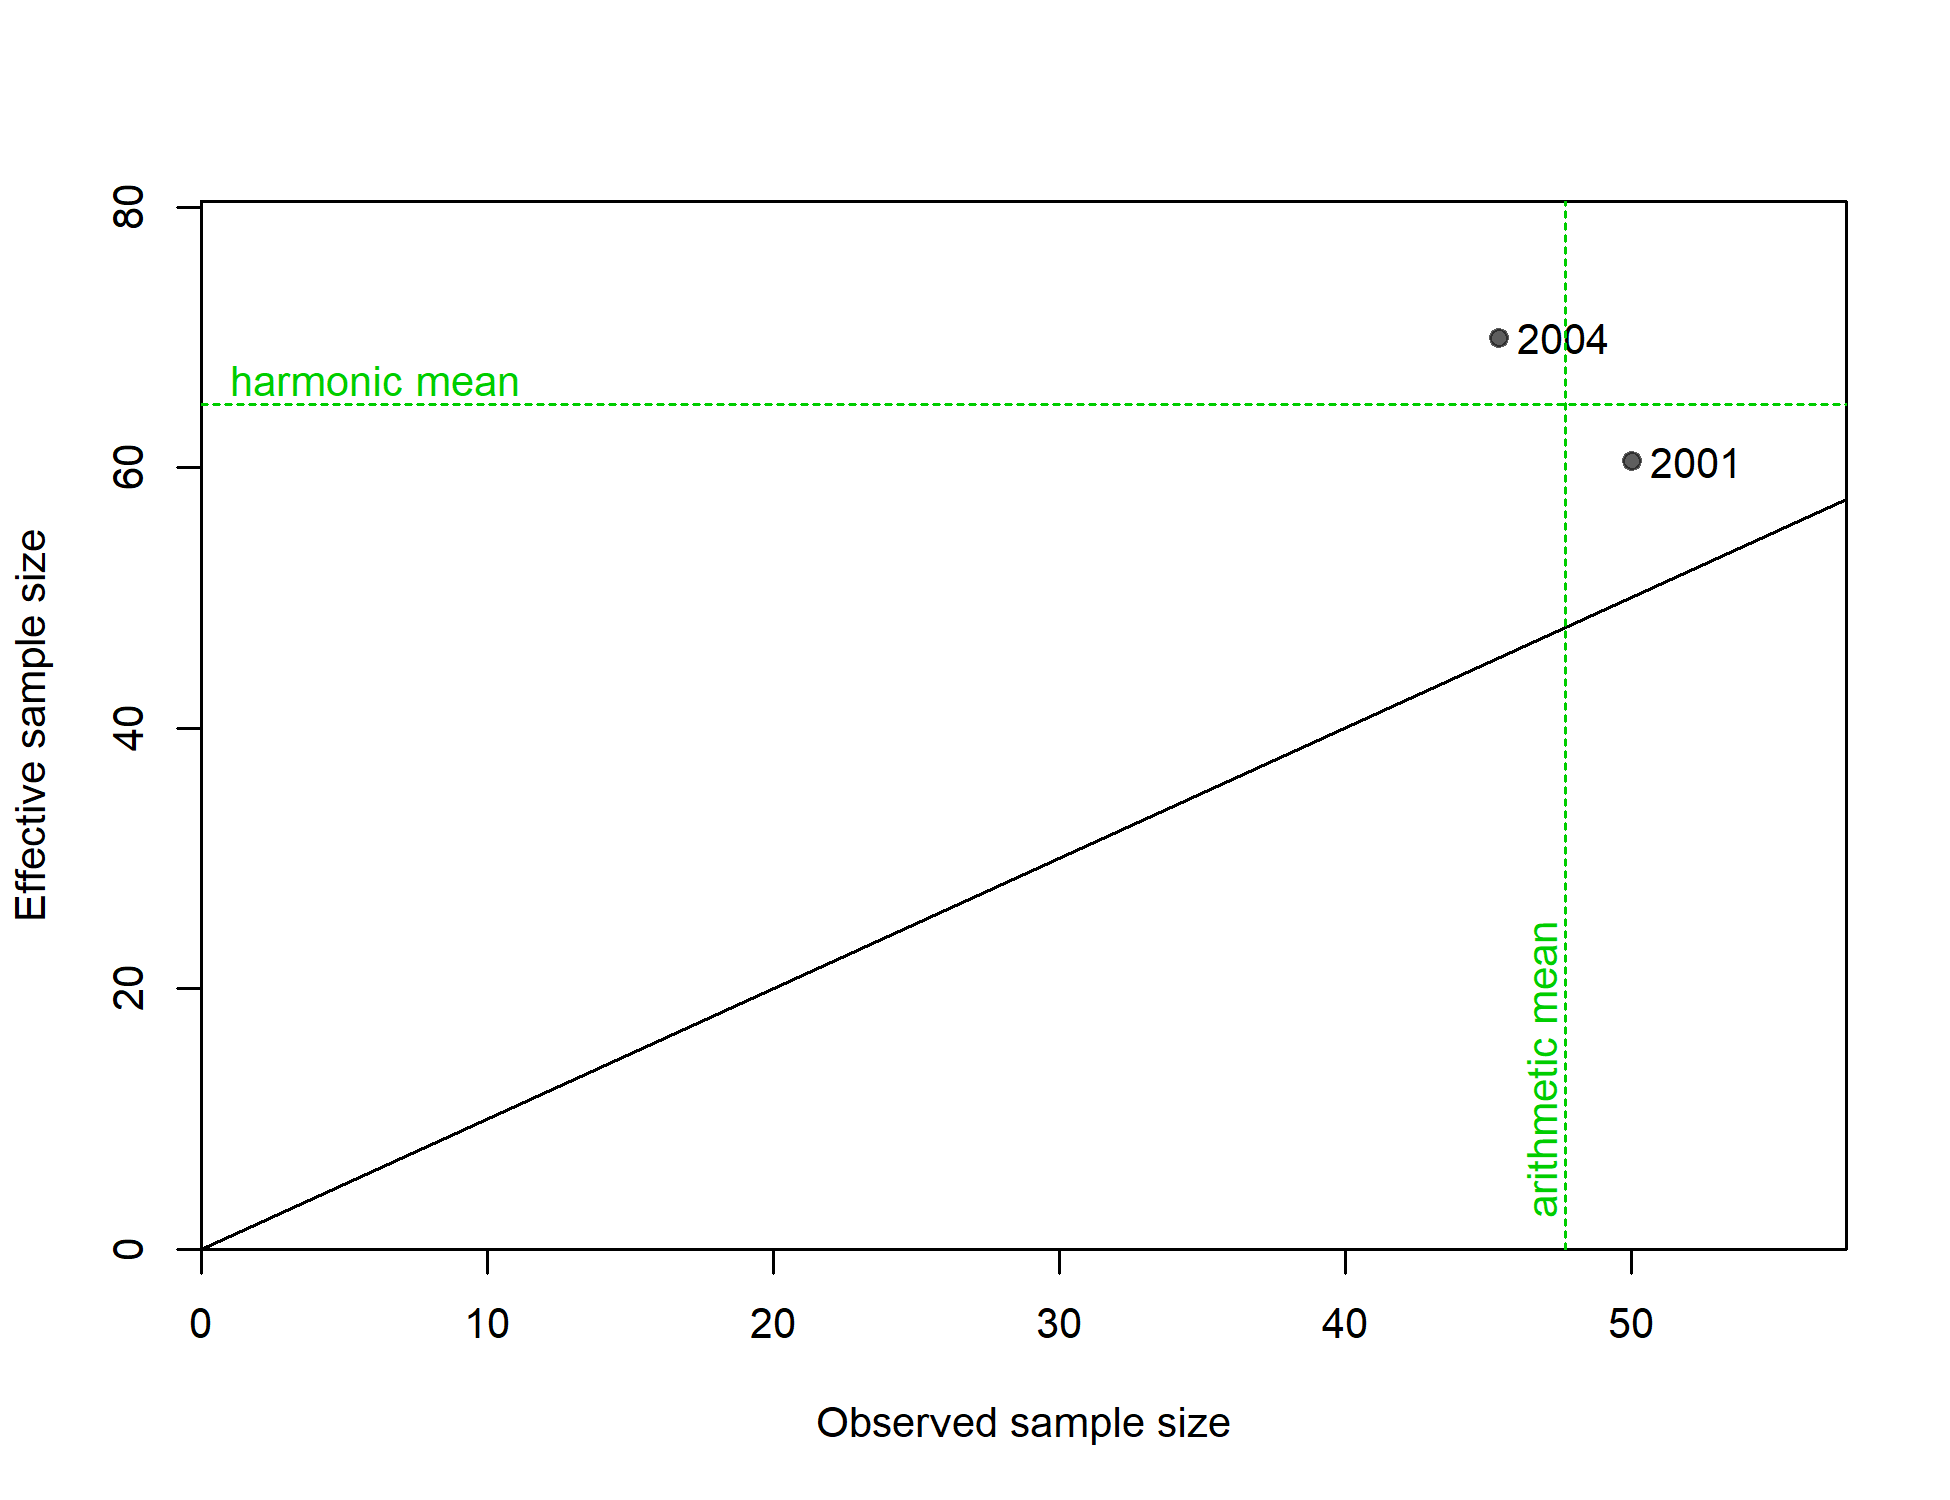 80
60
40
20
0
Effective sample size
harmonic mean
2004
2001
arithmetic mean
0 10 20 30 40 50
Observed sample size